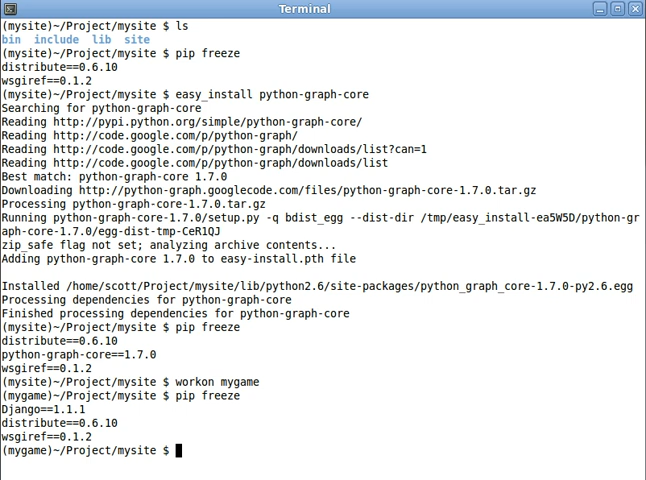 Terminal
(mysite)~/Project/mysite $ ls
bin  include  lib  site
(mysite)~/Project/mysite $ pip freeze
distribute==0.6.10
wsgiref==0.1.2
(mysite)~/Project/mysite $ easy_install python-graph-core
Searching for python-graph-core
Reading http://pypi.python.org/simple/python-graph-core/
Reading http://code.google.com/p/python-graph/
Reading http://code.google.com/p/python-graph/downloads/list?can=1
Reading http://code.google.com/p/python-graph/downloads/list
Best match: python-graph-core 1.7.0
Downloading http://python-graph.googlecode.com/files/python-graph-core-1.7.0.tar.gz
Processing python-graph-core-1.7.0.tar.gz
Running python-graph-core-1.7.0/setup.py -q bdist_egg --dist-dir /tmp/easy_install-ea5W5D/python-gr
aph-core-1.7.0/egg-dist-tmp-CeR1QJ
zip_safe flag not set; analyzing archive contents...
Adding python-graph-core 1.7.0 to easy-install.pth file

Installed /home/scott/Project/mysite/lib/python2.6/site-packages/python_graph_core-1.7.0-py2.6.egg
Processing dependencies for python-graph-core
Finished processing dependencies for python-graph-core
(mysite)~/Project/mysite $ pip freeze
distribute==0.6.10
python-graph-core==1.7.0
wsgiref==0.1.2
(mysite)~/Project/mysite $ workon mygame
(mygame)~/Project/mysite $ pip freeze
Django==1.1.1
distribute==0.6.10
wsgiref==0.1.2
(mygame)~/Project/mysite $